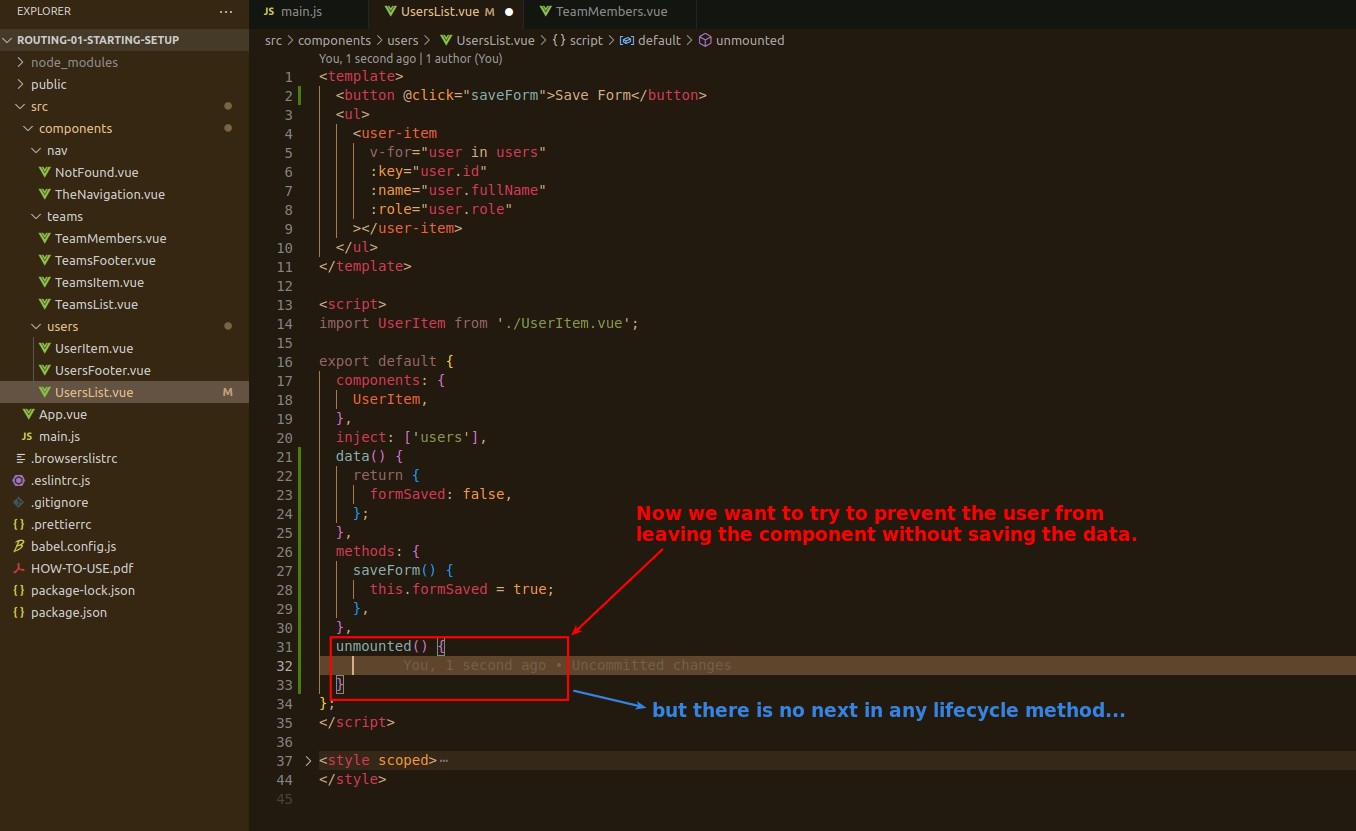 EXPLORER ···
ROUTING-01-STARTING-SETUP
node_modules
public
src
components
nav
NotFound.vue
TheNavigation.vue
teams
TeamMembers.vue
TeamsFooter.vue
TeamsItem.vue
TeamsList.vue
users
UserItem.vue
UsersFooter.vue
UsersList.vue M
App.vue
JS main.js
.browserslistrc
.eslintrc.js
.gitignore
{} .prettierrc
babel.config.js
HOW-TO-USE.pdf
{} package-lock.json
{} package.json
JS main.js UsersList.vue M ● TeamMembers.vue
src > components > users > UsersList.vue > {} script > default > unmounted
You, 1 second ago | 1 author (You)
1 <template>
2 <button @click="saveForm">Save Form</button>
3 <ul>
4 <user-item
5 v-for="user in users"
6 :key="user.id"
7 :name="user.fullName"
8 :role="user.role"
9 ></user-item>
10 </ul>
11 </template>
12
13 <script>
14 import UserItem from './UserItem.vue';
15
16 export default {
17 components: {
18 UserItem,
19 },
20 inject: ['users'],
21 data() {
22 return {
23 formSaved: false,
24 };
25 },
26 methods: {
27 saveForm() {
28 this.formSaved = true;
29 },
30 },
31 unmounted() {
32 You, 1 second ago • Uncommitted changes
33 }
34 };
35 </script>
36
37 <style scoped>···
44 </style>
45
Now we want to try to prevent the user from
leaving the component without saving the data.
but there is no next in any lifecycle method...